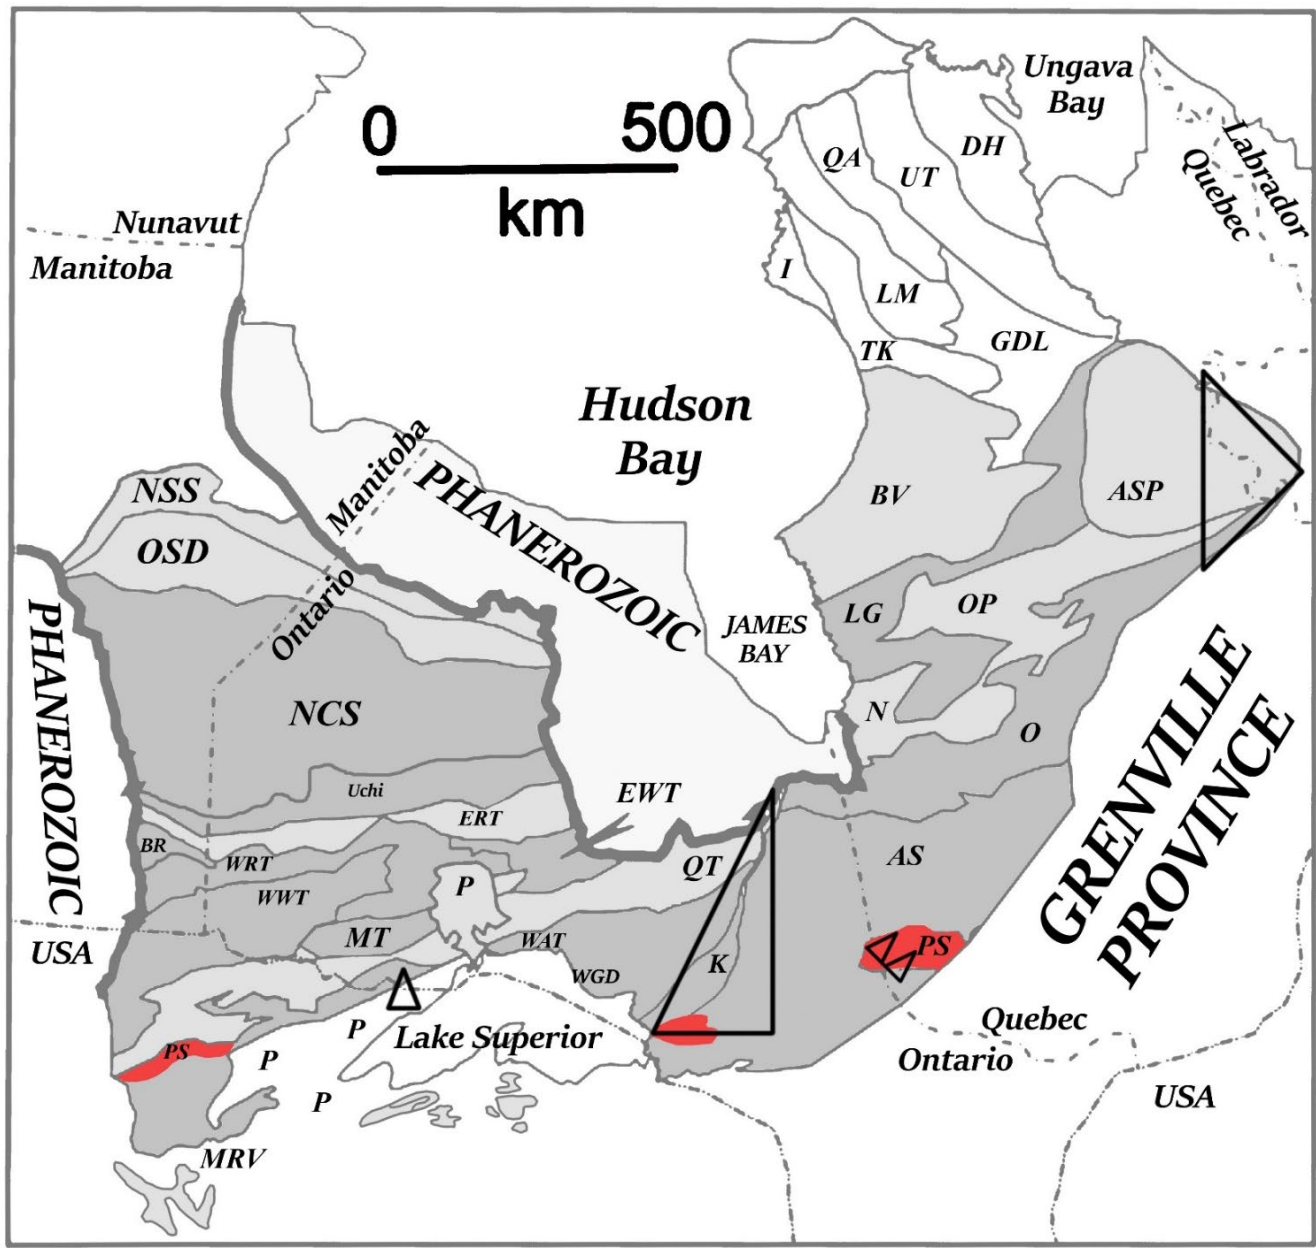 Ungava
Bay
0 500
km
QA
UT
DH
Labrador
Quebec
Nunavut
Manitoba
I
LM
TK
GDL
Hudson
Bay
Manitoba
Ontario
PHANEROZOIC
NSS
OSD
BV
ASP
LG
OP
JAMES
BAY
PHANEROZOIC
NCS
N
O
GRENVILLE
PROVINCE
Uchi
EWT
ERT
BR
WRT
WWT
P
QT
AS
USA
MT
WAT
WGD
K
PS
P
Lake Superior
Quebec
Ontario
PS
P
P
USA
MRV